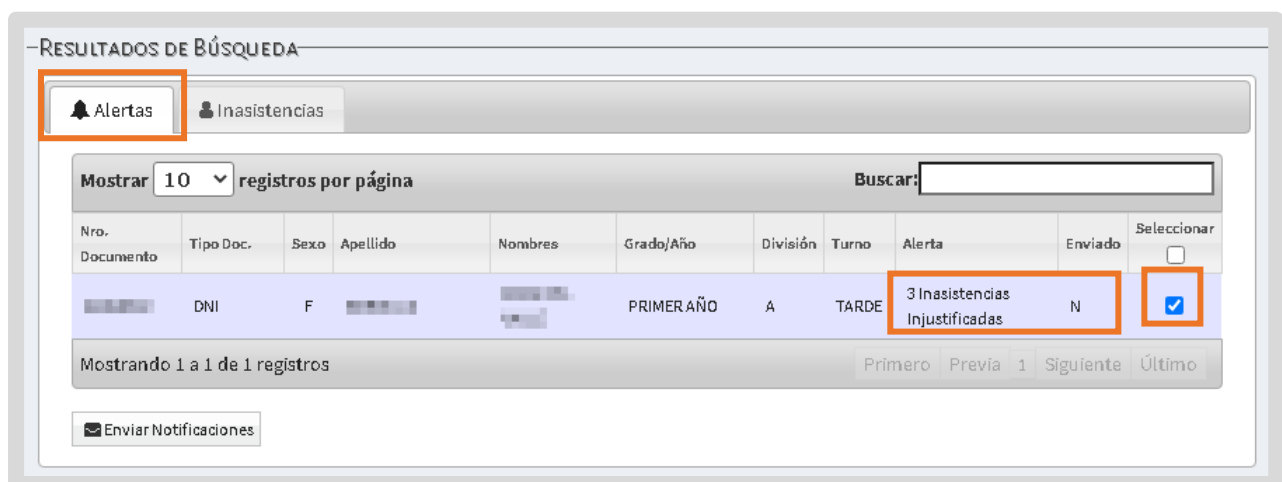 RESULTADOS DE BÚSQUEDA
Alertas Inasistencias
Mostrar 10 registros por página Buscar:
Nro. Documento Tipo Doc. Sexo Apellido Nombres Grado/Año División Turno Alerta Enviado Seleccionar
DNI F PRIMER AÑO A TARDE 3 Inasistencias Injustificadas N
Mostrando 1 a 1 de 1 registros Primero Previa 1 Siguiente Último
Enviar Notificaciones